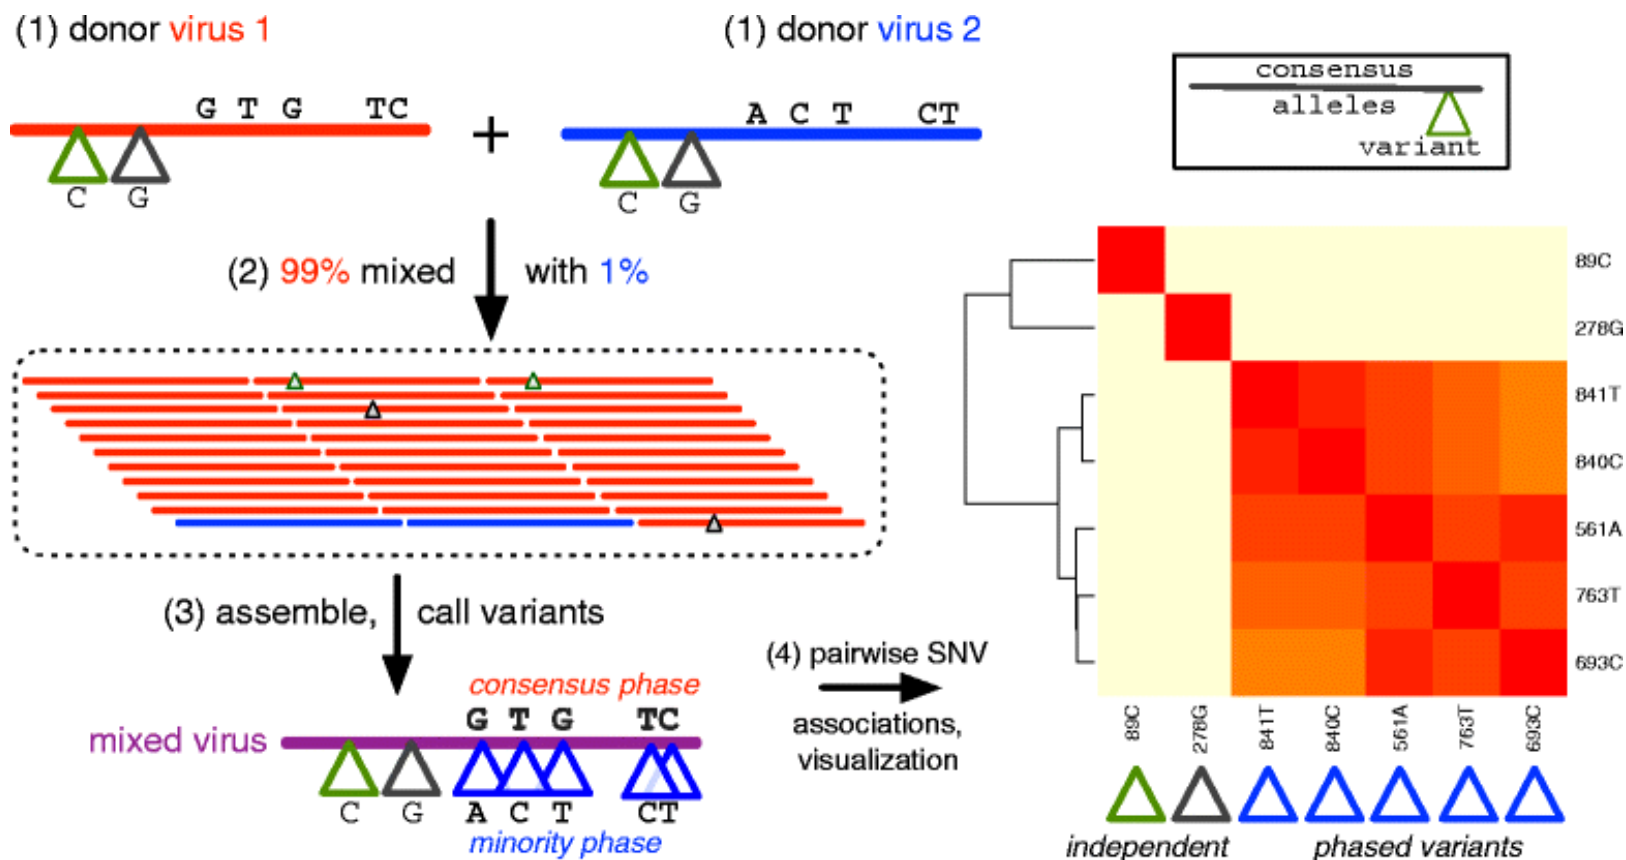 (1) donor virus 1
(1) donor virus 2
G T G TC
C G
+
A C T CT
C G
consensus
alleles
variant
(2) 99% mixed with 1%
(3) assemble, call variants
consensus phase
G T G TC
mixed virus
C G A C T CT
minority phase
(4) pairwise SNV
associations,
visualization
89C
278G
841T
840C
561A
763T
693C
89C 278G 841T 840C 561A 763T 693C
independent phased variants